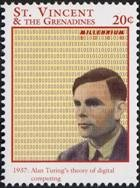 ST. VINCENT
& THE GRENADINES 20c
MILLENNIUM
1937: Alan Turing's theory of digital
computing